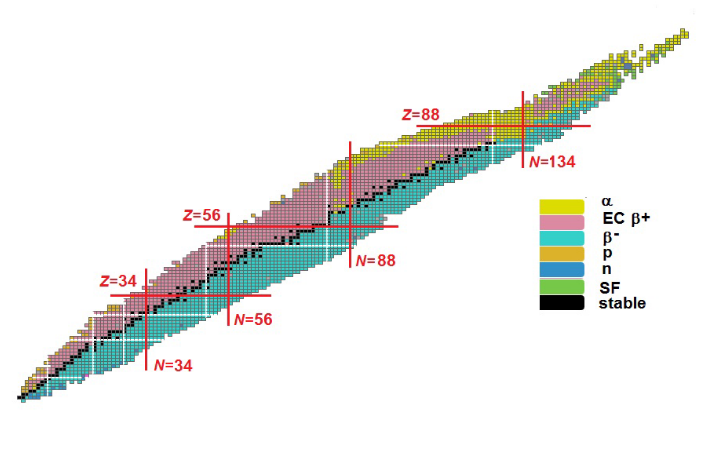 Z=88
N=134
Z=56
N=88
Z=34
N=56
N=34
α
EC β+
β-
p
n
SF
stable